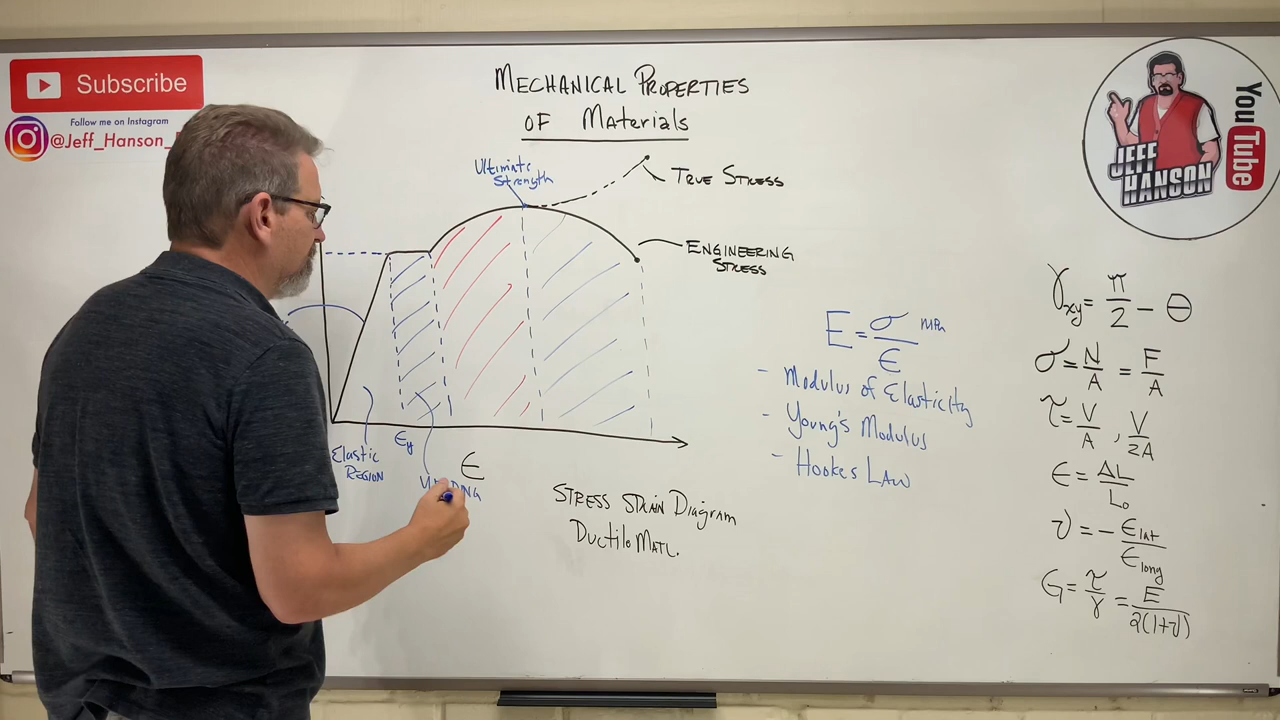 Subscribe
Follow me on Instagram
@Jeff_Hanson_
MECHANICAL PROPERTIES
OF Materials
Ultimate
Strength
TRUE STRESS
ENGINEERING
STRESS
Elastic
REGION
ϵy
ϵ
STRESS STRAIN Diagram
Ductile MATL.
E = σ/ϵ MPa
- Modulus of Elasticity
- Young's Modulus
- Hookes LAW
γxy = π/2 - θ
σ = N/A = F/A
τ = V/A , V/2A
ϵ = ΔL/L₀
ν = - ϵlat/ϵlong
G = τ/γ = E/2(1+ν)
JEFF
HANSON
YouTube